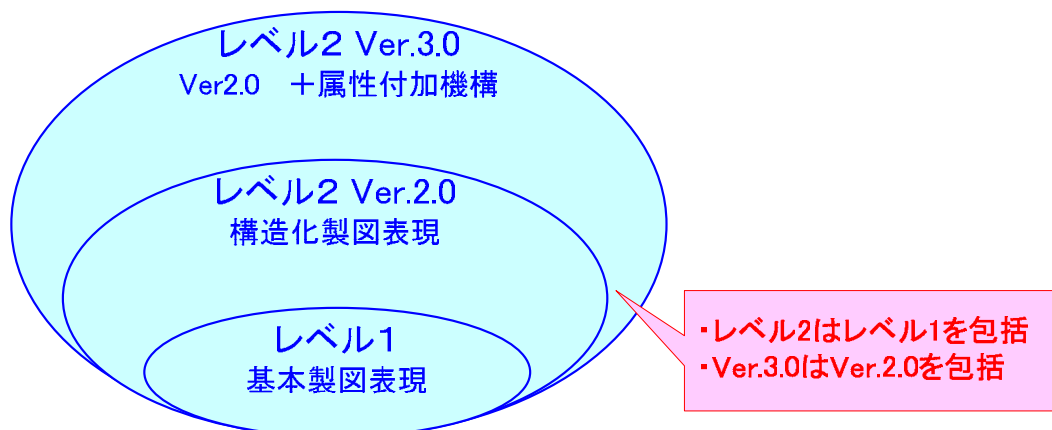 レベル２ Ver.3.0
Ver2.0　＋属性付加機構
レベル２ Ver.2.0
構造化製図表現
レベル１
基本製図表現
・レベル2はレベル1を包括
・Ver.3.0はVer.2.0を包括